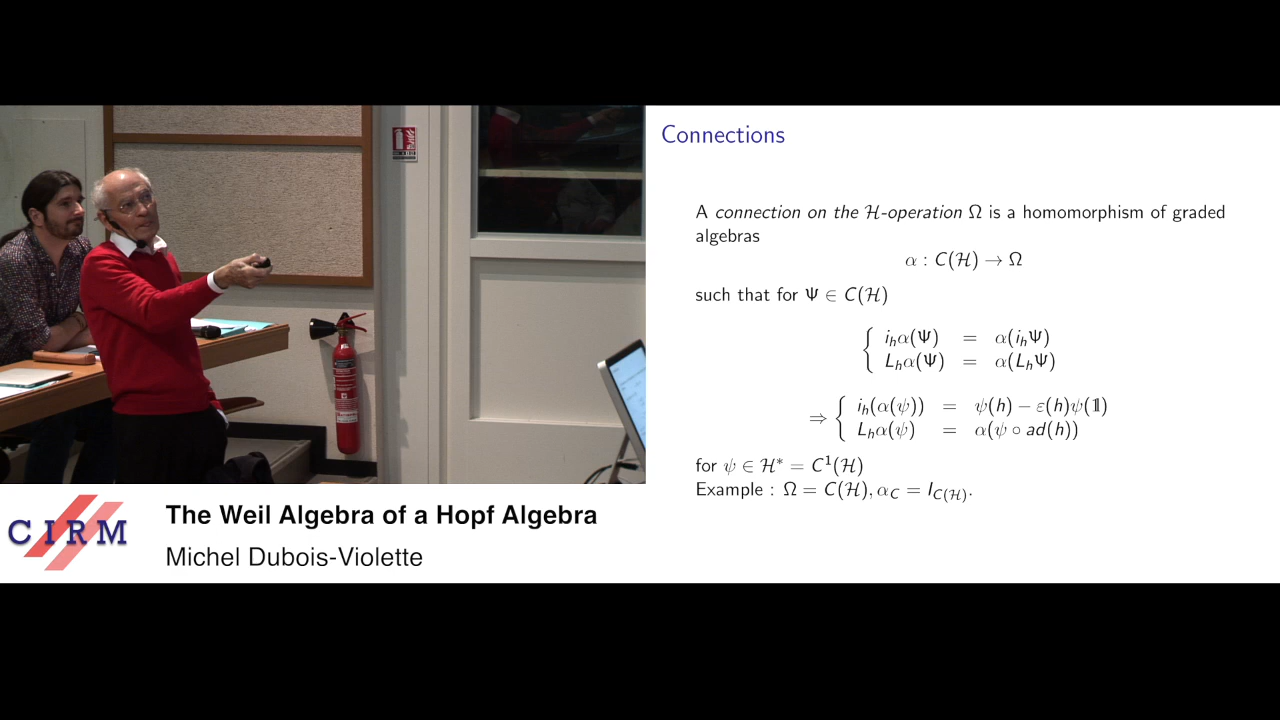 Connections
A connection on the ℋ-operation Ω is a homomorphism of graded
algebras
α : C(ℋ) → Ω
such that for Ψ ∈ C(ℋ)
{ i_h α(Ψ) = α(i_h Ψ)
L_h α(Ψ) = α(L_h Ψ)
⇒ { i_h(α(ψ)) = ψ(h) − ε(h)ψ(𝟙)
L_h α(ψ) = α(ψ ∘ ad(h))
for ψ ∈ ℋ* = C¹(ℋ)
Example : Ω = C(ℋ), α_C = I_{C(ℋ)}.
CIRM
The Weil Algebra of a Hopf Algebra
Michel Dubois-Violette